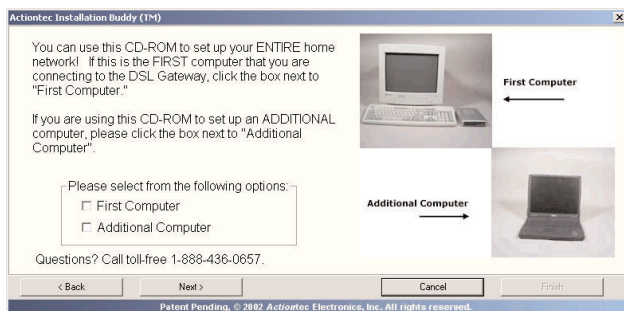 Actiontec Installation Buddy (TM)
You can use this CD-ROM to set up your ENTIRE home
network! If this is the FIRST computer that you are
connecting to the DSL Gateway, click the box next to
"First Computer."
If you are using this CD-ROM to set up an ADDITIONAL
computer, please click the box next to "Additional
Computer".
Please select from the following options:
First Computer
Additional Computer
Questions? Call toll-free 1-888-436-0657.
First Computer
Additional Computer
< Back
Next >
Cancel
Finish
Patent Pending, © 2002 Actiontec Electronics, Inc. All rights reserved.